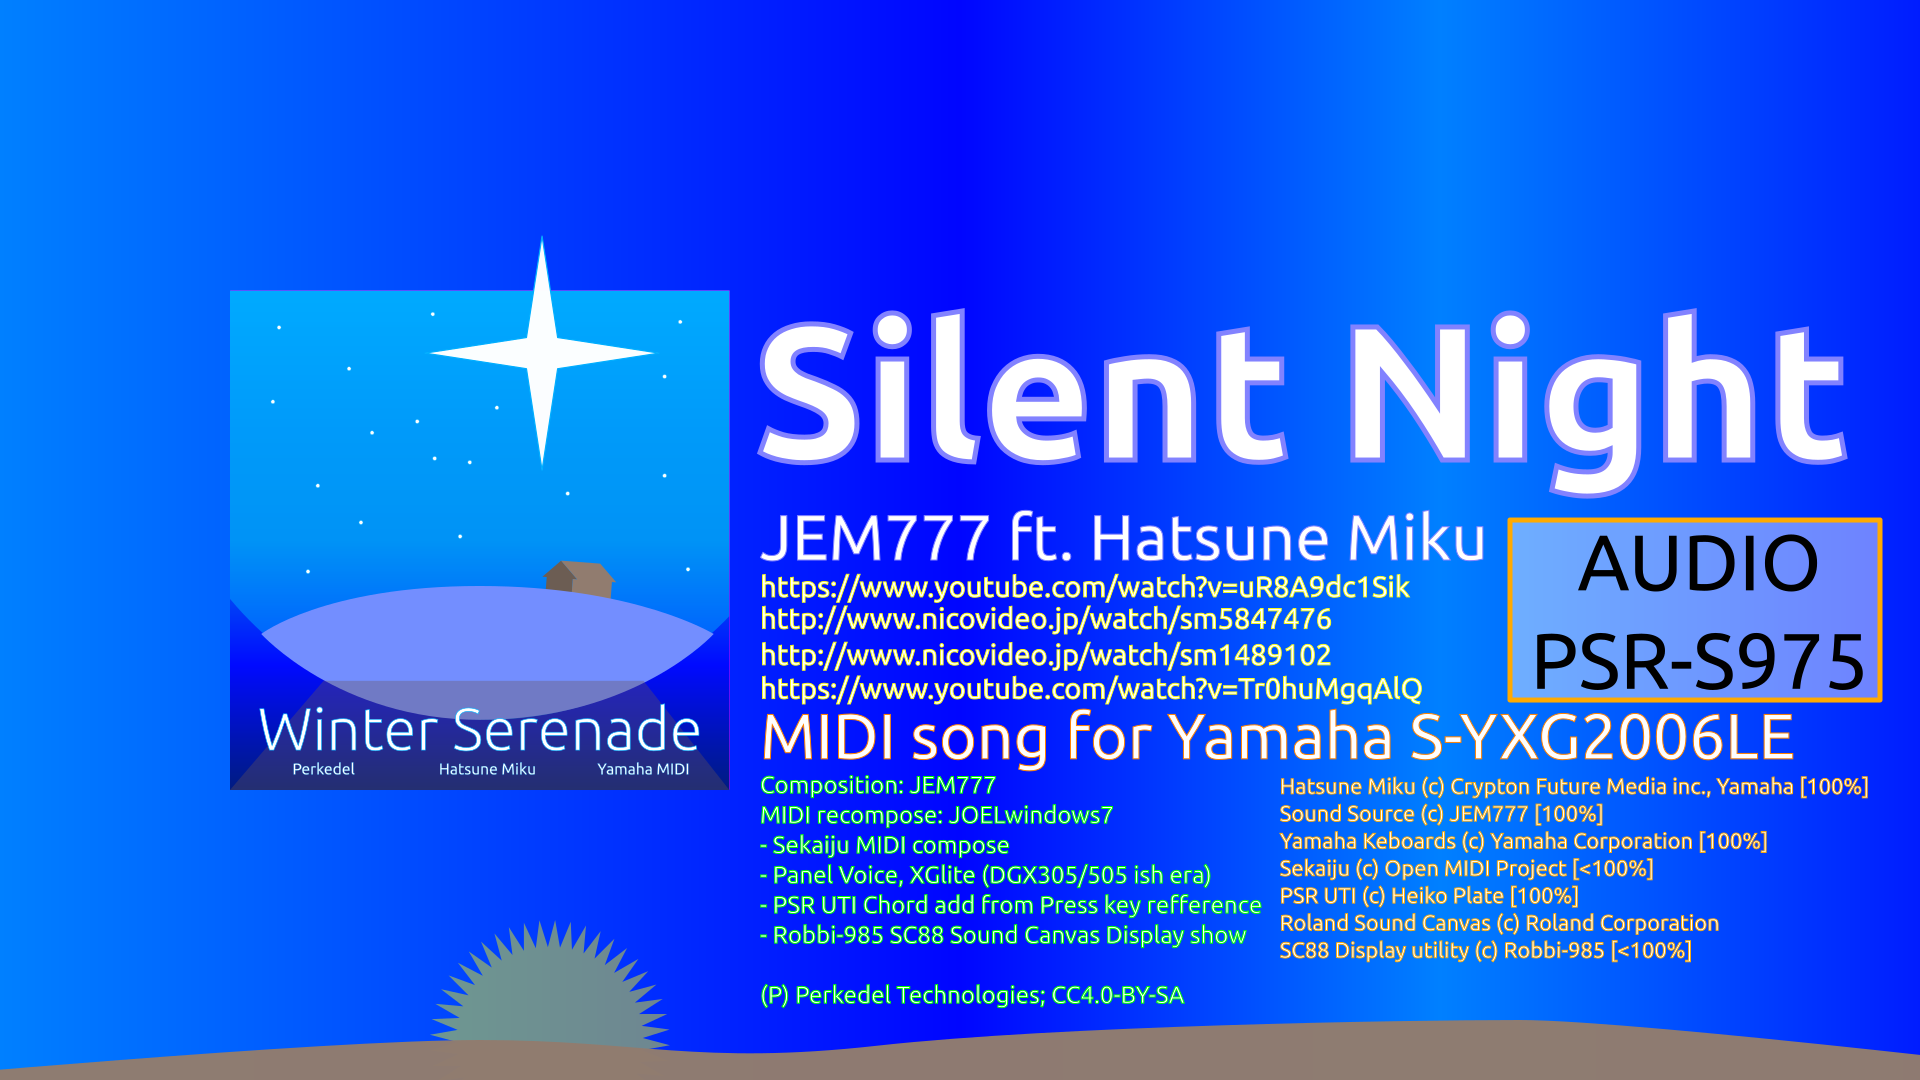 Silent Night
JEM777 ft. Hatsune Miku
https://www.youtube.com/watch?v=uR8A9dc1Sik
http://www.nicovideo.jp/watch/sm5847476
http://www.nicovideo.jp/watch/sm1489102
https://www.youtube.com/watch?v=Tr0huMgqAlQ
AUDIO
PSR-S975
MIDI song for Yamaha S-YXG2006LE
Winter Serenade
Perkedel Hatsune Miku Yamaha MIDI
Composition: JEM777
MIDI recompose: JOELwindows7
- Sekaiju MIDI compose
- Panel Voice, XGlite (DGX305/505 ish era)
- PSR UTI Chord add from Press key refference
- Robbi-985 SC88 Sound Canvas Display show
(P) Perkedel Technologies; CC4.0-BY-SA
Hatsune Miku (c) Crypton Future Media inc., Yamaha [100%]
Sound Source (c) JEM777 [100%]
Yamaha Keboards (c) Yamaha Corporation [100%]
Sekaiju (c) Open MIDI Project [<100%]
PSR UTI (c) Heiko Plate [100%]
Roland Sound Canvas (c) Roland Corporation
SC88 Display utility (c) Robbi-985 [<100%]